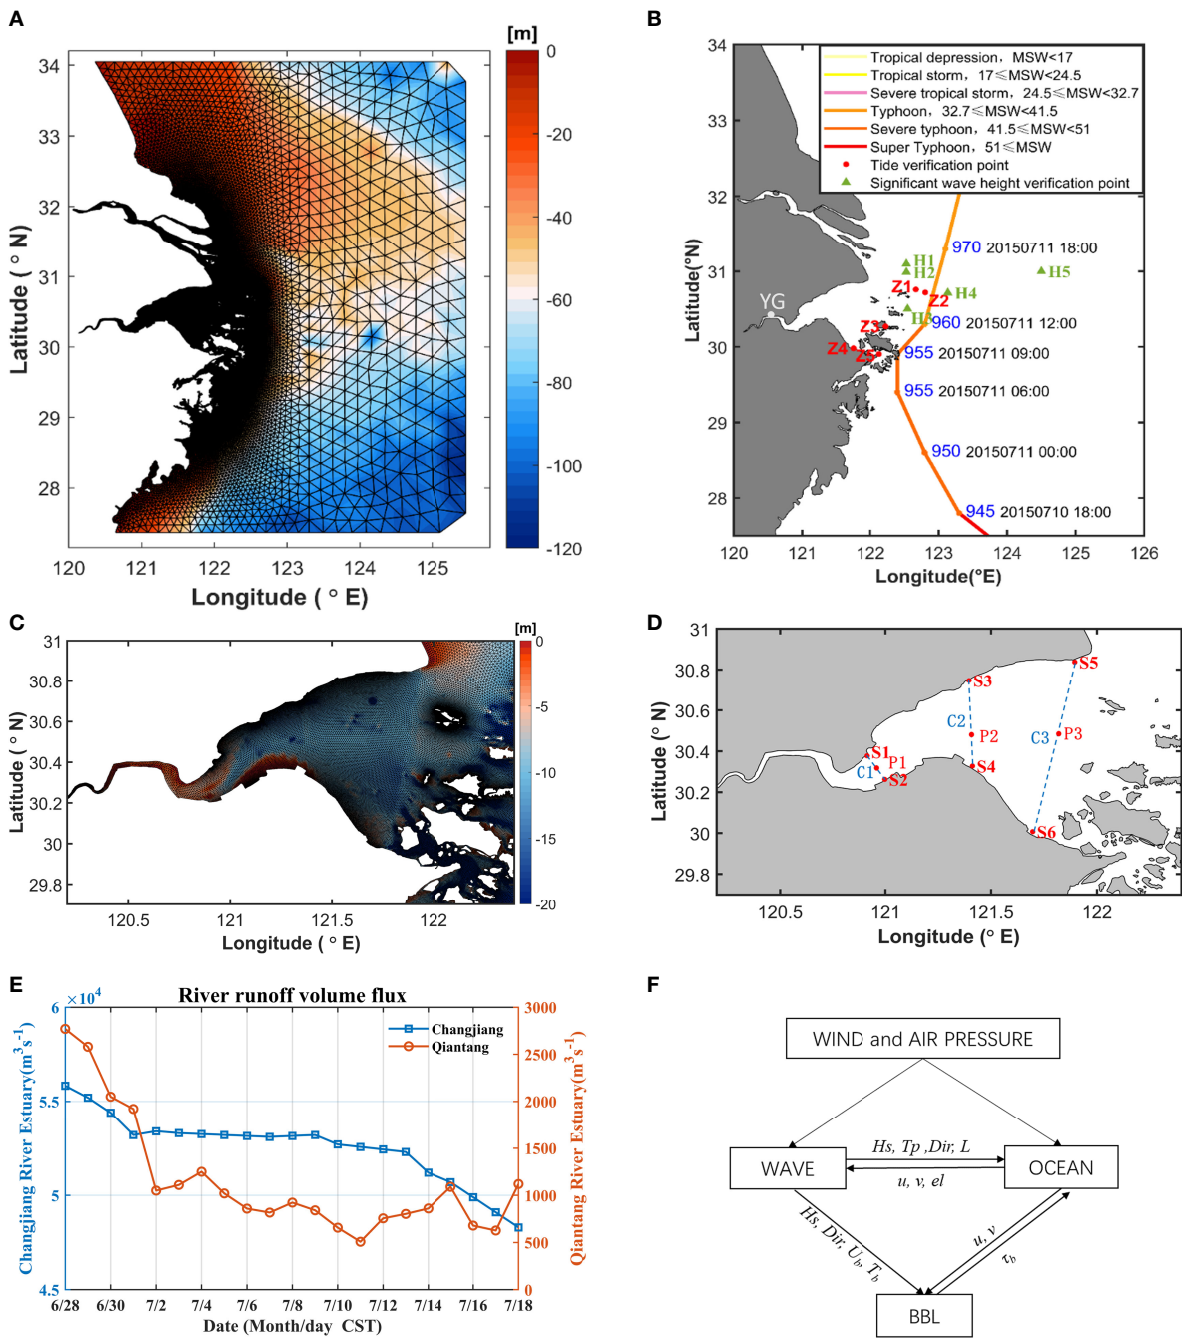 A
[m]
34
33
32
31
30
29
28
Latitude ( ° N)
120
121
122
123
124
125
Longitude ( ° E)
0
-20
-40
-60
-80
-100
-120
B
34
33
32
31
30
29
28
Latitude(°N)
Tropical depression, MSW<17
Tropical storm, 17≤MSW<24.5
Severe tropical storm, 24.5≤MSW<32.7
Typhoon, 32.7≤MSW<41.5
Severe typhoon, 41.5≤MSW<51
Super Typhoon, 51≤MSW
Tide verification point
Significant wave height verification point
970 20150711 18:00
H1
H2
H5
Z1
Z2
H4
YG
H3
960 20150711 12:00
Z3
Z4
Z5
955 20150711 09:00
955 20150711 06:00
950 20150711 00:00
945 20150710 18:00
120
121
122
123
124
125
126
Longitude(°E)
C
[m]
31
30.8
30.6
30.4
30.2
30
29.8
Latitude ( ° N)
120.5
121
121.5
122
Longitude ( ° E)
0
-5
-10
-15
-20
D
31
30.8
30.6
30.4
30.2
30
29.8
Latitude ( ° N)
S5
S3
C2
P2
C3
P3
S1
P1
C1
S2
S4
S6
120.5
121
121.5
122
Longitude ( ° E)
E
River runoff volume flux
×10⁴
6
5.5
5
4.5
Changjiang River Estuary(m³s⁻¹)
Changjiang
Qiantang
3000
2500
2000
1500
1000
500
0
Qiantang River Estuary(m³s⁻¹)
6/28
6/30
7/2
7/4
7/6
7/8
7/10
7/12
7/14
7/16
7/18
Date (Month/day CST)
F
WIND and AIR PRESSURE
WAVE
Hs, Tp ,Dir, L
u, v, el
OCEAN
Hs, Dir, U_b, T_b
u, v
τ_b
BBL